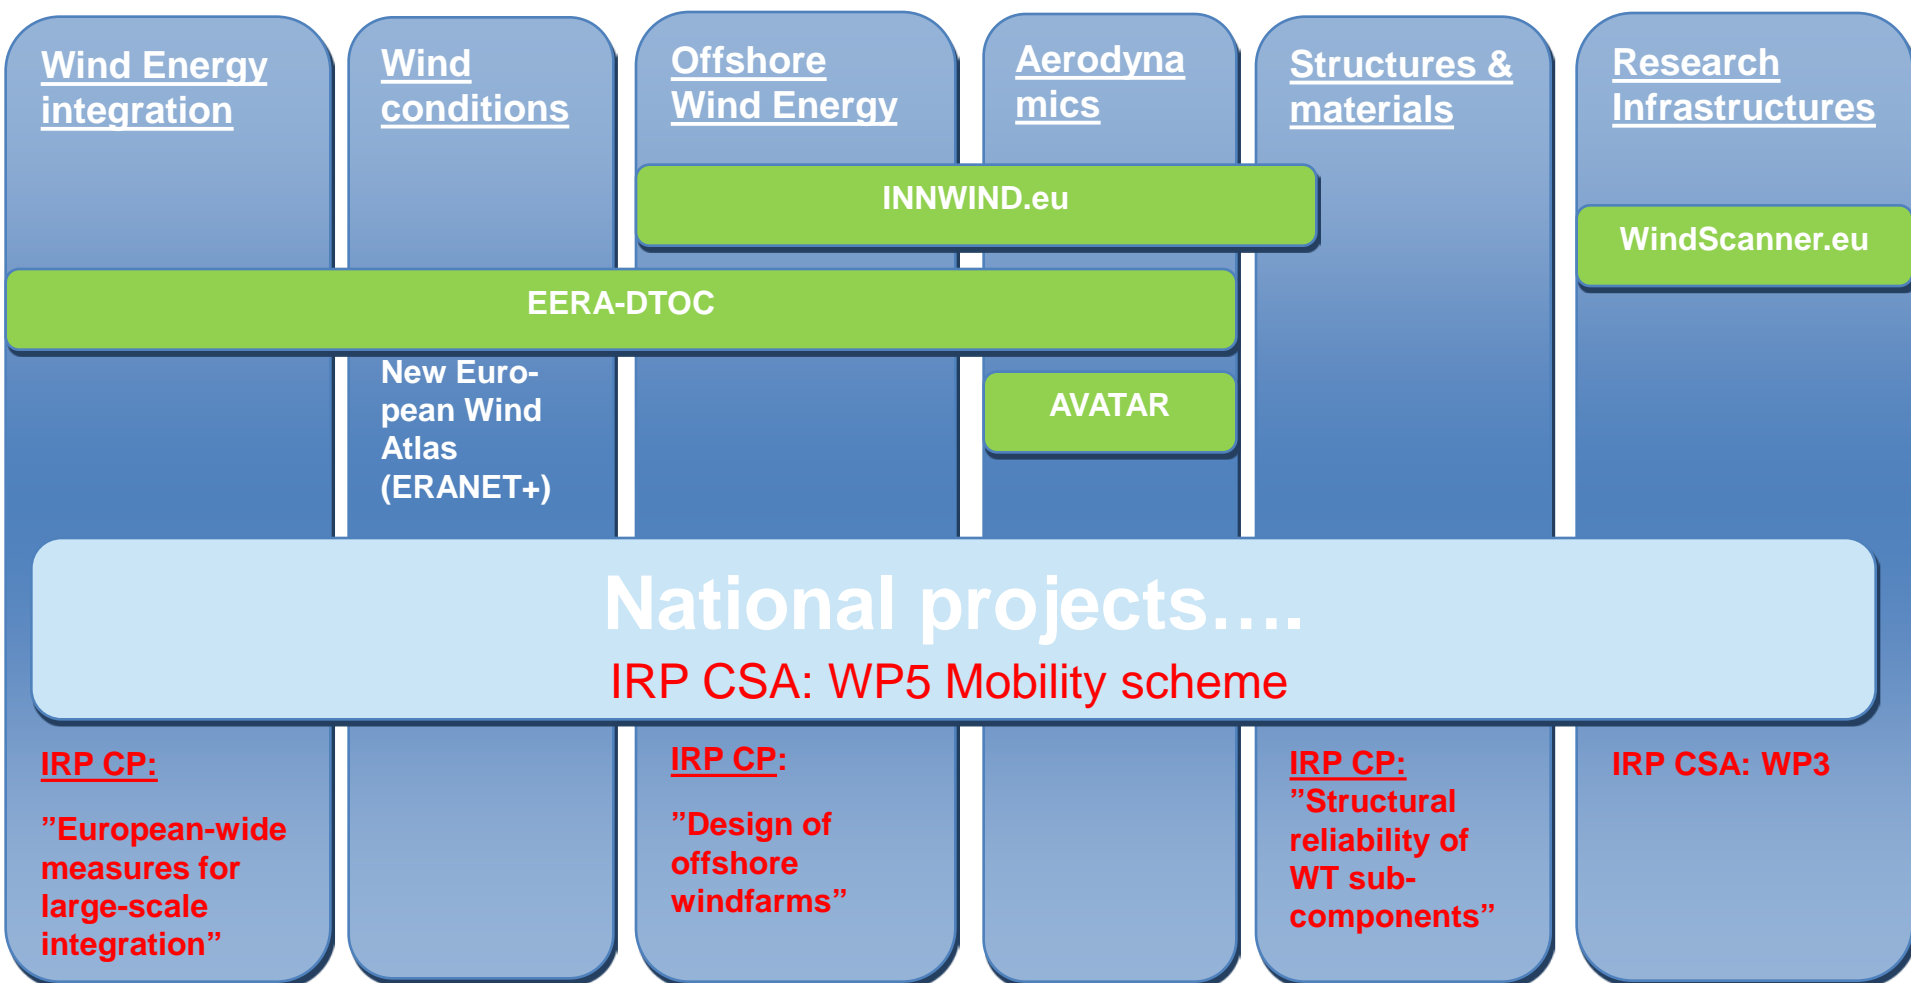 Wind Energy
integration
Wind
conditions
Offshore
Wind Energy
Aerodyna
mics
Structures &
materials
Research
Infrastructures
INNWIND.eu
WindScanner.eu
EERA-DTOC
New Euro-
pean Wind
Atlas
(ERANET+)
AVATAR
National projects....
IRP CSA: WP5 Mobility scheme
IRP CP:
”European-wide
measures for
large-scale
integration”
IRP CP:
”Design of
offshore
windfarms”
IRP CP:
”Structural
reliability of
WT sub-
components”
IRP CSA: WP3